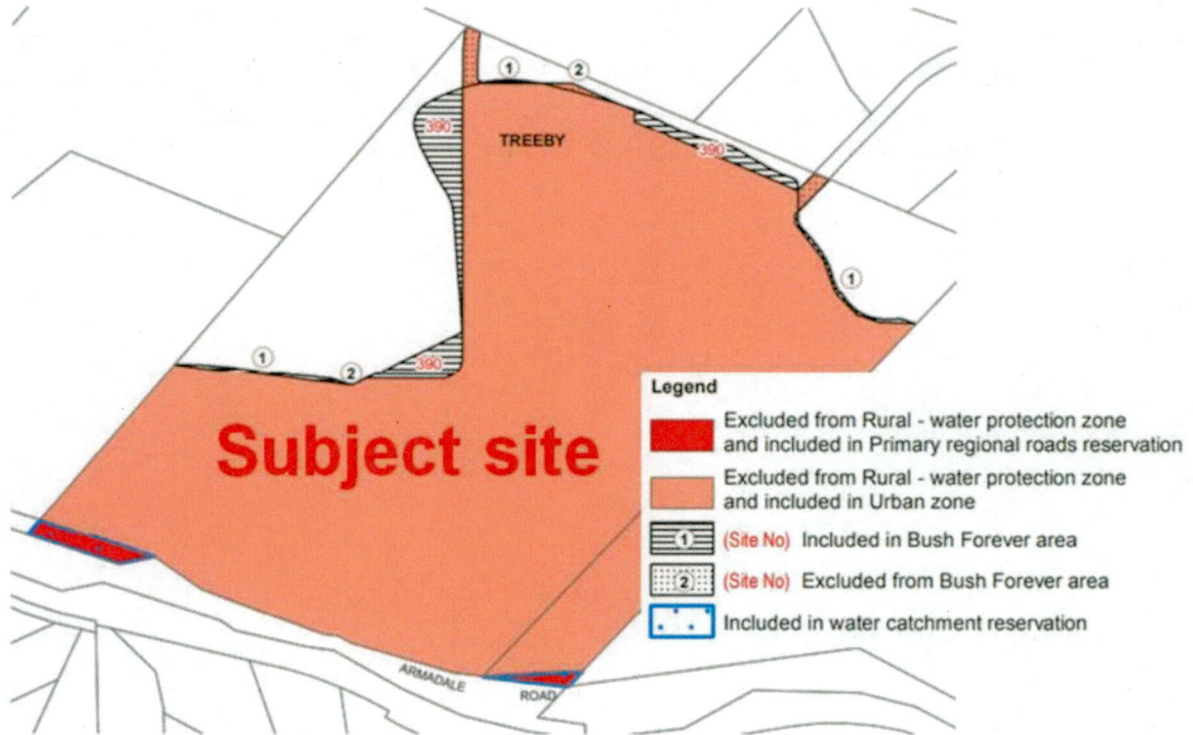 1
2
390
TREEBY
390
1
1
2
390
Subject site
Legend
Excluded from Rural - water protection zone
and included in Primary regional roads reservation
Excluded from Rural - water protection zone
and included in Urban zone
1 (Site No) Included in Bush Forever area
2 (Site No) Excluded from Bush Forever area
Included in water catchment reservation
ARMADALE
ROAD